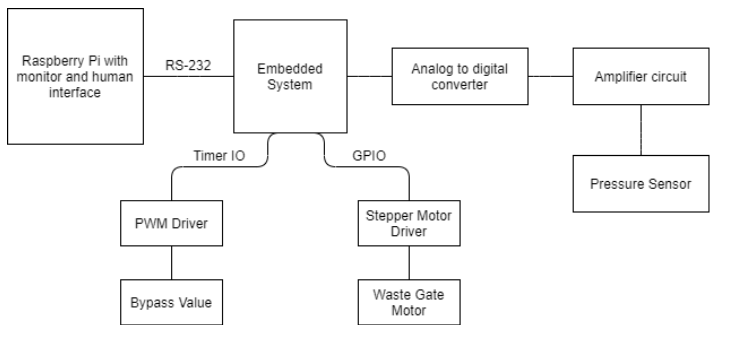 Raspberry Pi with
monitor and human
interface
RS-232
Embedded
System
Analog to digital
converter
Amplifier circuit
Pressure Sensor
Timer IO
GPIO
PWM Driver
Stepper Motor
Driver
Bypass Value
Waste Gate
Motor